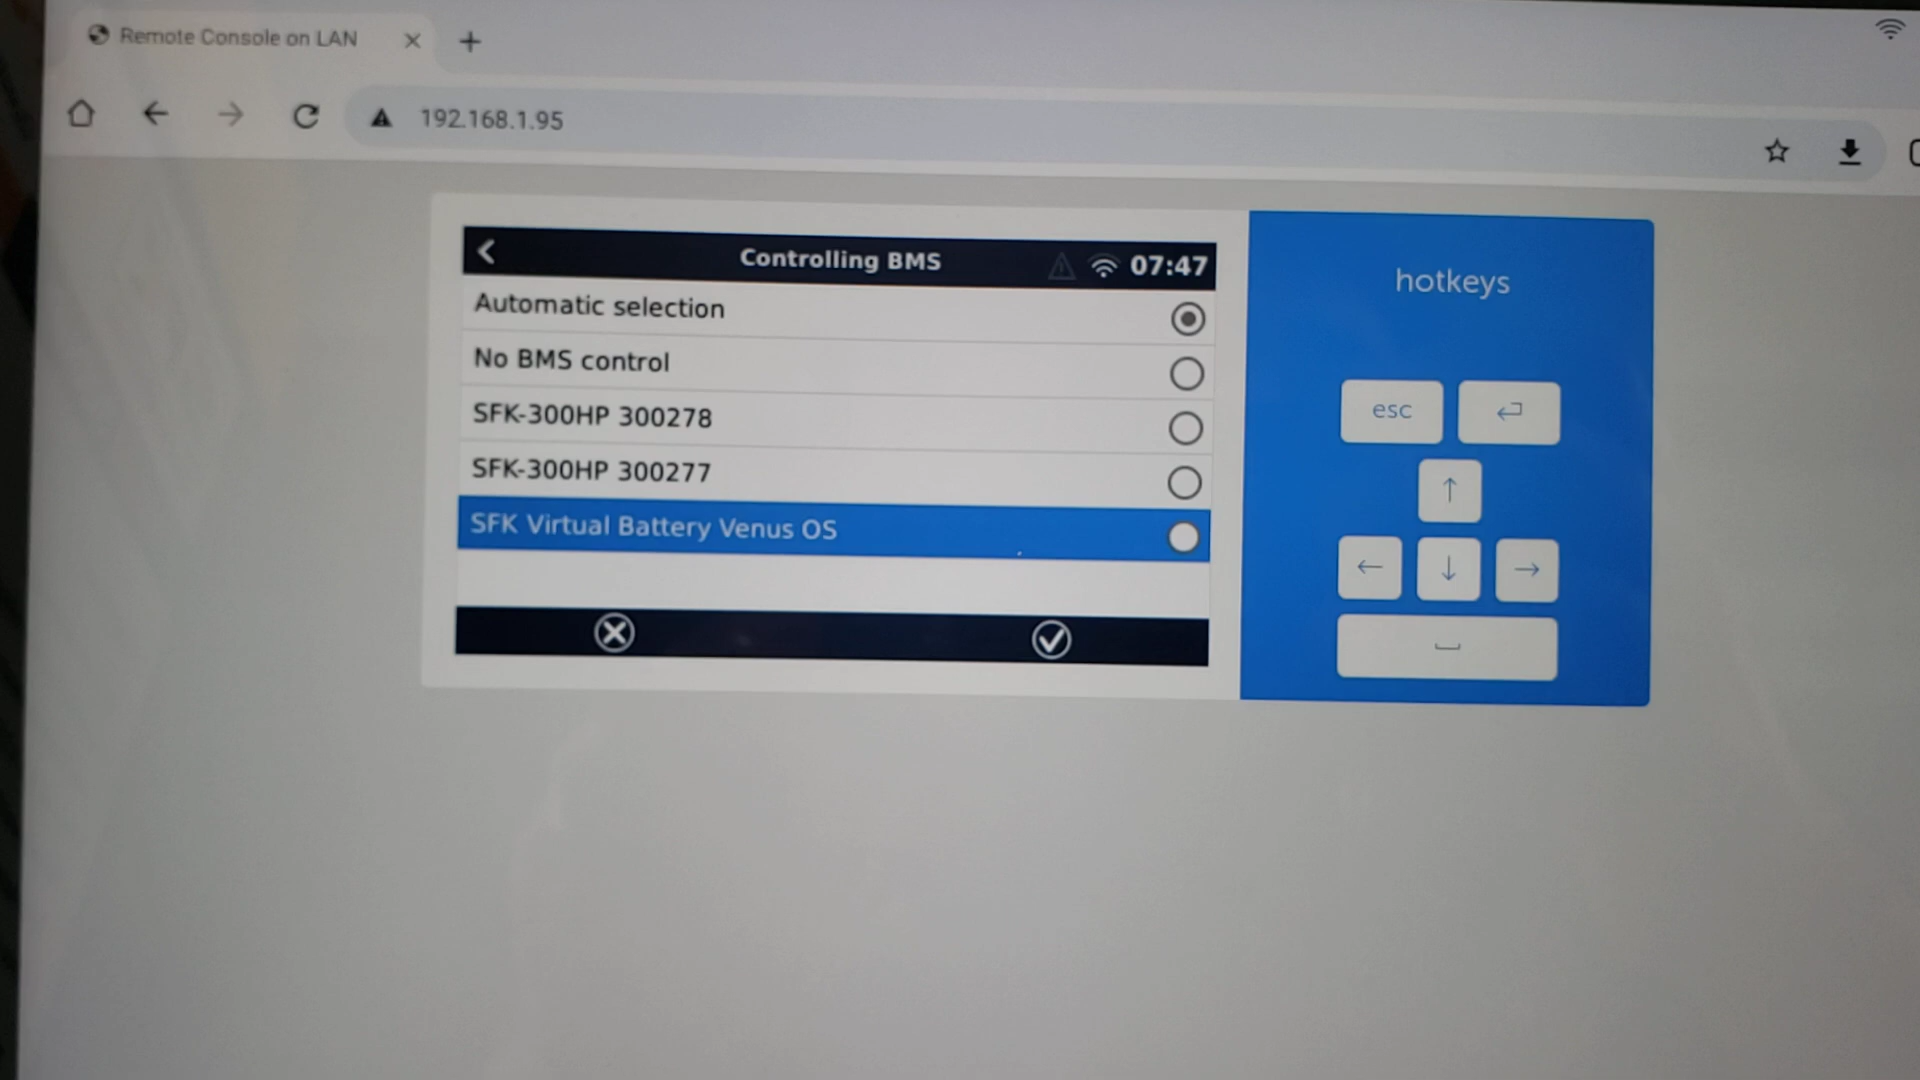 Remote Console on LAN
192.168.1.95
Controlling BMS
07:47
Automatic selection
No BMS control
SFK-300HP 300278
SFK-300HP 300277
SFK Virtual Battery Venus OS
hotkeys
esc